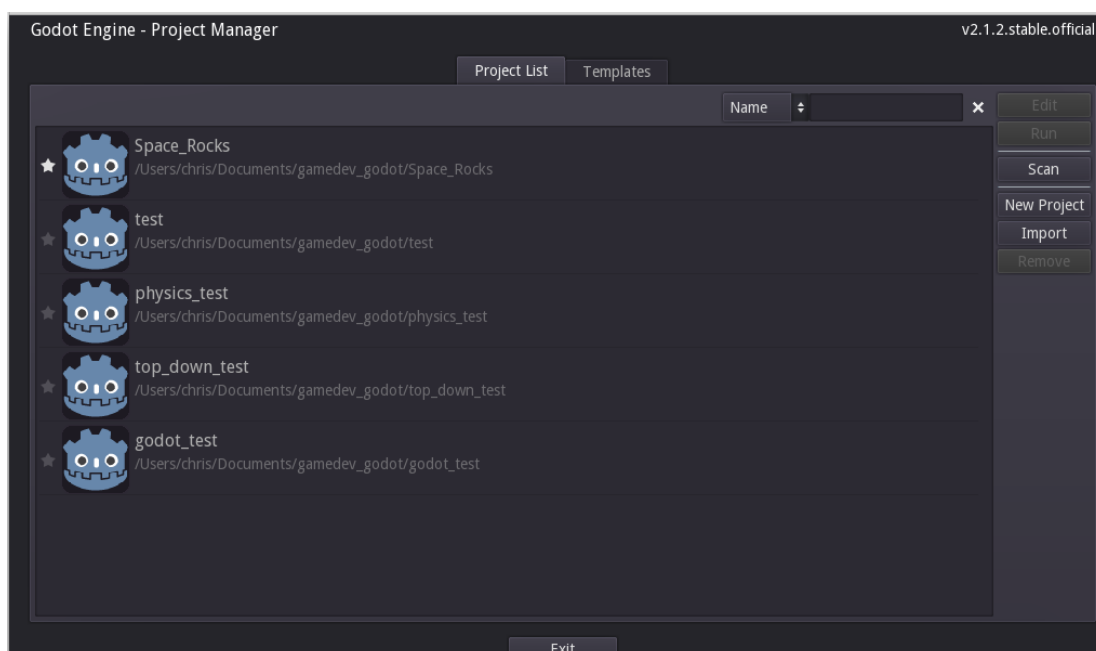 Godot Engine - Project Manager
v2.1.2.stable.official
Project List
Templates
Name
Edit
Run
Scan
New Project
Import
Remove
Space_Rocks
/Users/chris/Documents/gamedev_godot/Space_Rocks
test
/Users/chris/Documents/gamedev_godot/test
physics_test
/Users/chris/Documents/gamedev_godot/physics_test
top_down_test
/Users/chris/Documents/gamedev_godot/top_down_test
godot_test
/Users/chris/Documents/gamedev_godot/godot_test
Exit